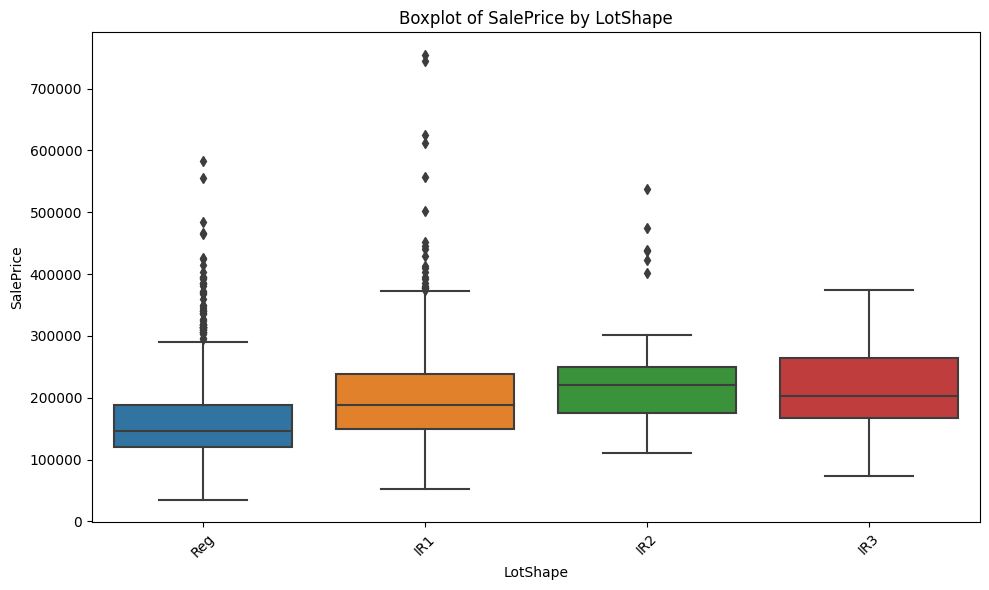 Boxplot of SalePrice by LotShape
700000
600000
500000
400000
300000
200000
100000
0
SalePrice
Reg
IR1
IR2
IR3
LotShape